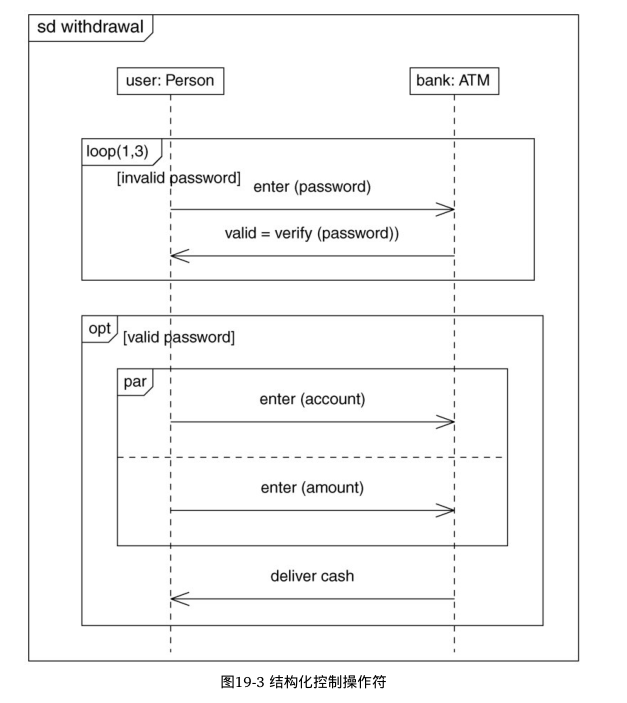 sd withdrawal
user: Person
bank: ATM
loop(1,3)
[invalid password]
enter (password)
valid = verify (password))
opt
[valid password]
par
enter (account)
enter (amount)
deliver cash
图19-3 结构化控制操作符